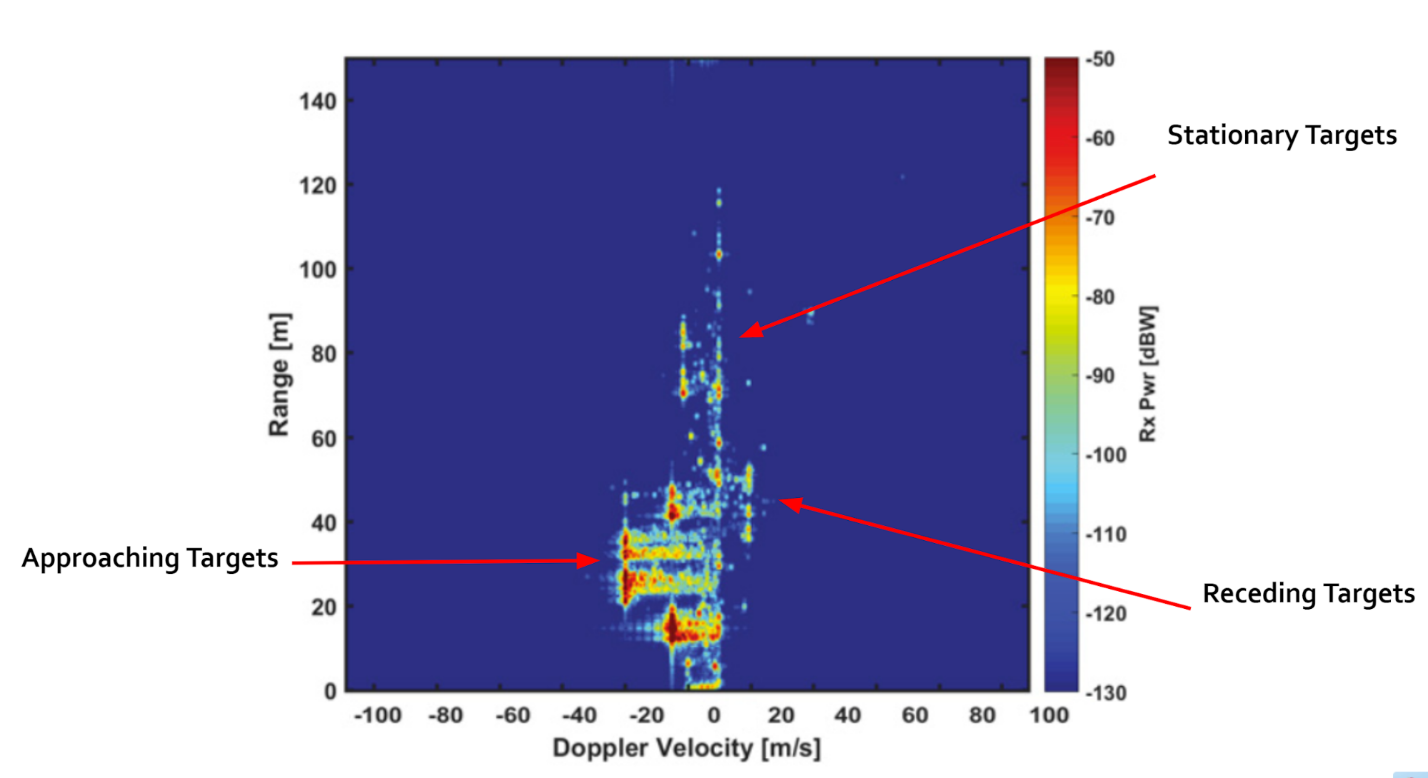 Stationary Targets
Approaching Targets
Receding Targets
Range [m]
140
120
100
80
60
40
20
0
-100 -80 -60 -40 -20 0 20 40 60 80 100
Doppler Velocity [m/s]
-50
-60
-70
-80
-90
-100
-110
-120
-130
Rx Pwr [dBW]